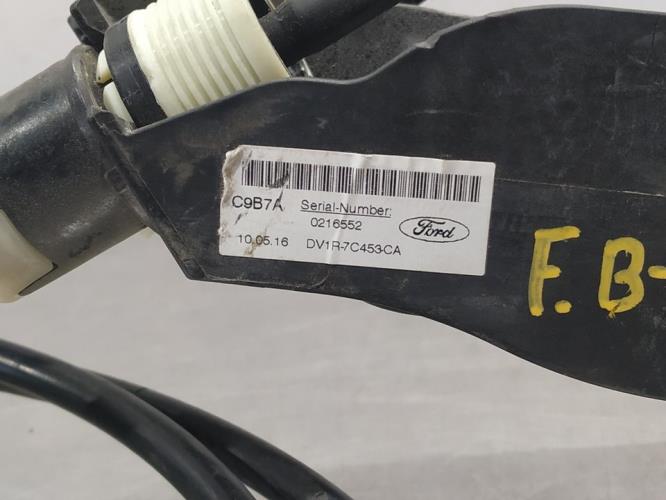 C9B7A Serial-Number:
0216552
Ford
10.05.16 DV1R-7C453-CA
F.B-